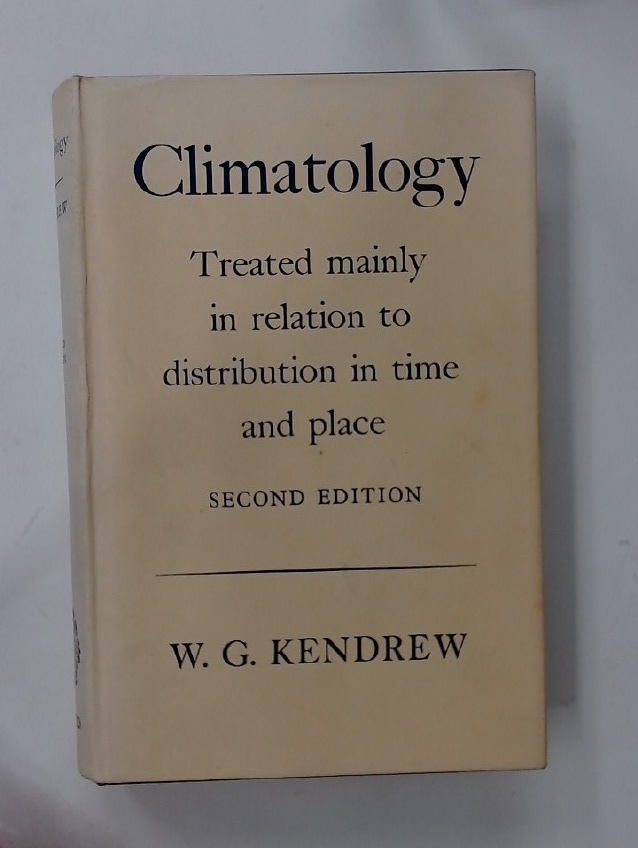 Climatology
Treated mainly
in relation to
distribution in time
and place
SECOND EDITION
W. G. KENDREW